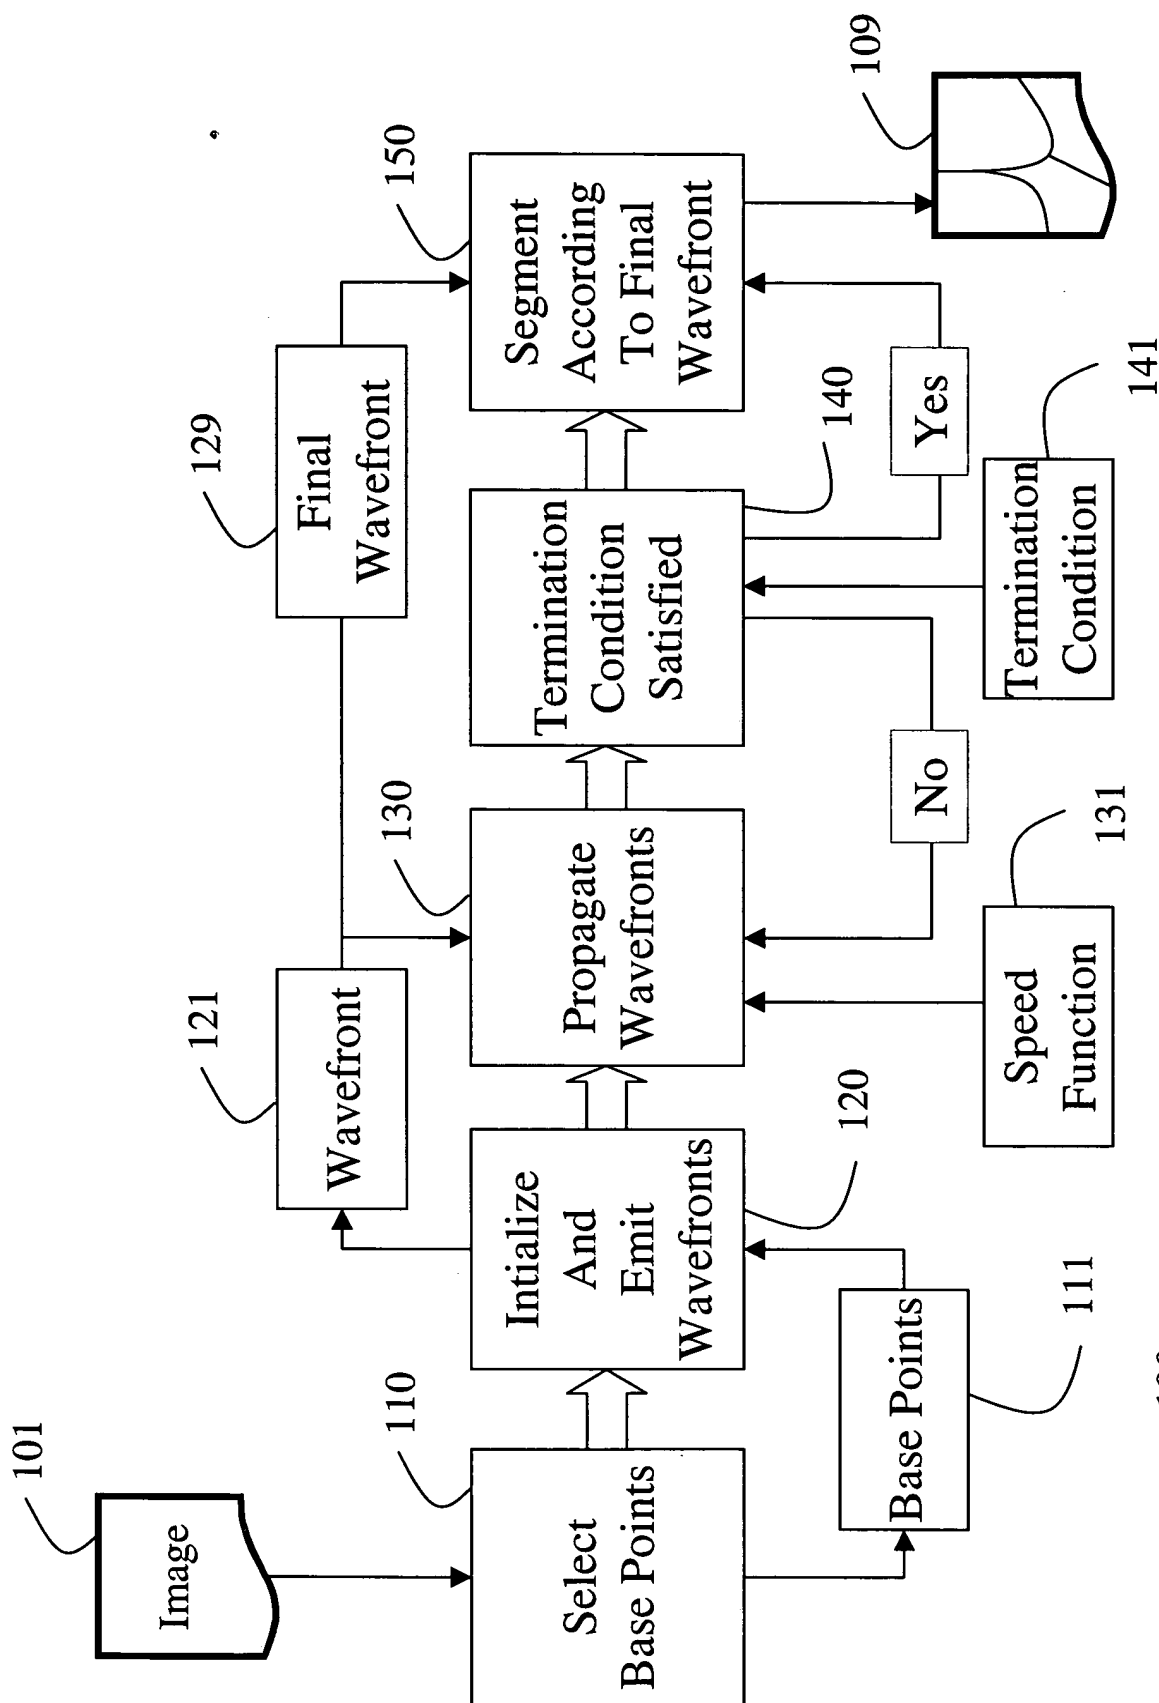 101
Image
110
Select
Base Points
Base Points
111
Intialize
And
Emit
Wavefronts
120
121
Wavefront
130
Propagate
Wavefronts
Speed
Function
131
No
129
Final
Wavefront
Termination
Condition
Satisfied
140
Termination
Condition
141
Yes
150
Segment
According
To Final
Wavefront
109